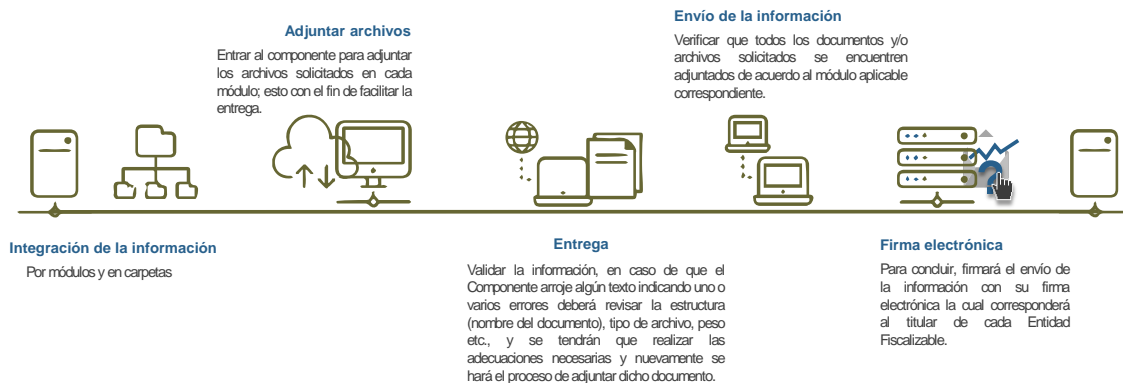 Integración de la información
Por módulos y en carpetas
Adjuntar archivos
Entrar al componente para adjuntar
los archivos solicitados en cada
módulo; esto con el fin de facilitar la
entrega.
Entrega
Validar la información, en caso de que el
Componente arroje algún texto indicando uno o
varios errores deberá revisar la estructura
(nombre del documento), tipo de archivo, peso
etc., y se tendrán que realizar las
adecuaciones necesarias y nuevamente se
hará el proceso de adjuntar dicho documento.
Envío de la información
Verificar que todos los documentos y/o
archivos solicitados se encuentren
adjuntados de acuerdo al módulo aplicable
correspondiente.
?
Firma electrónica
Para concluir, firmará el envío de
la información con su firma
electrónica la cual corresponderá
al titular de cada Entidad
Fiscalizable.